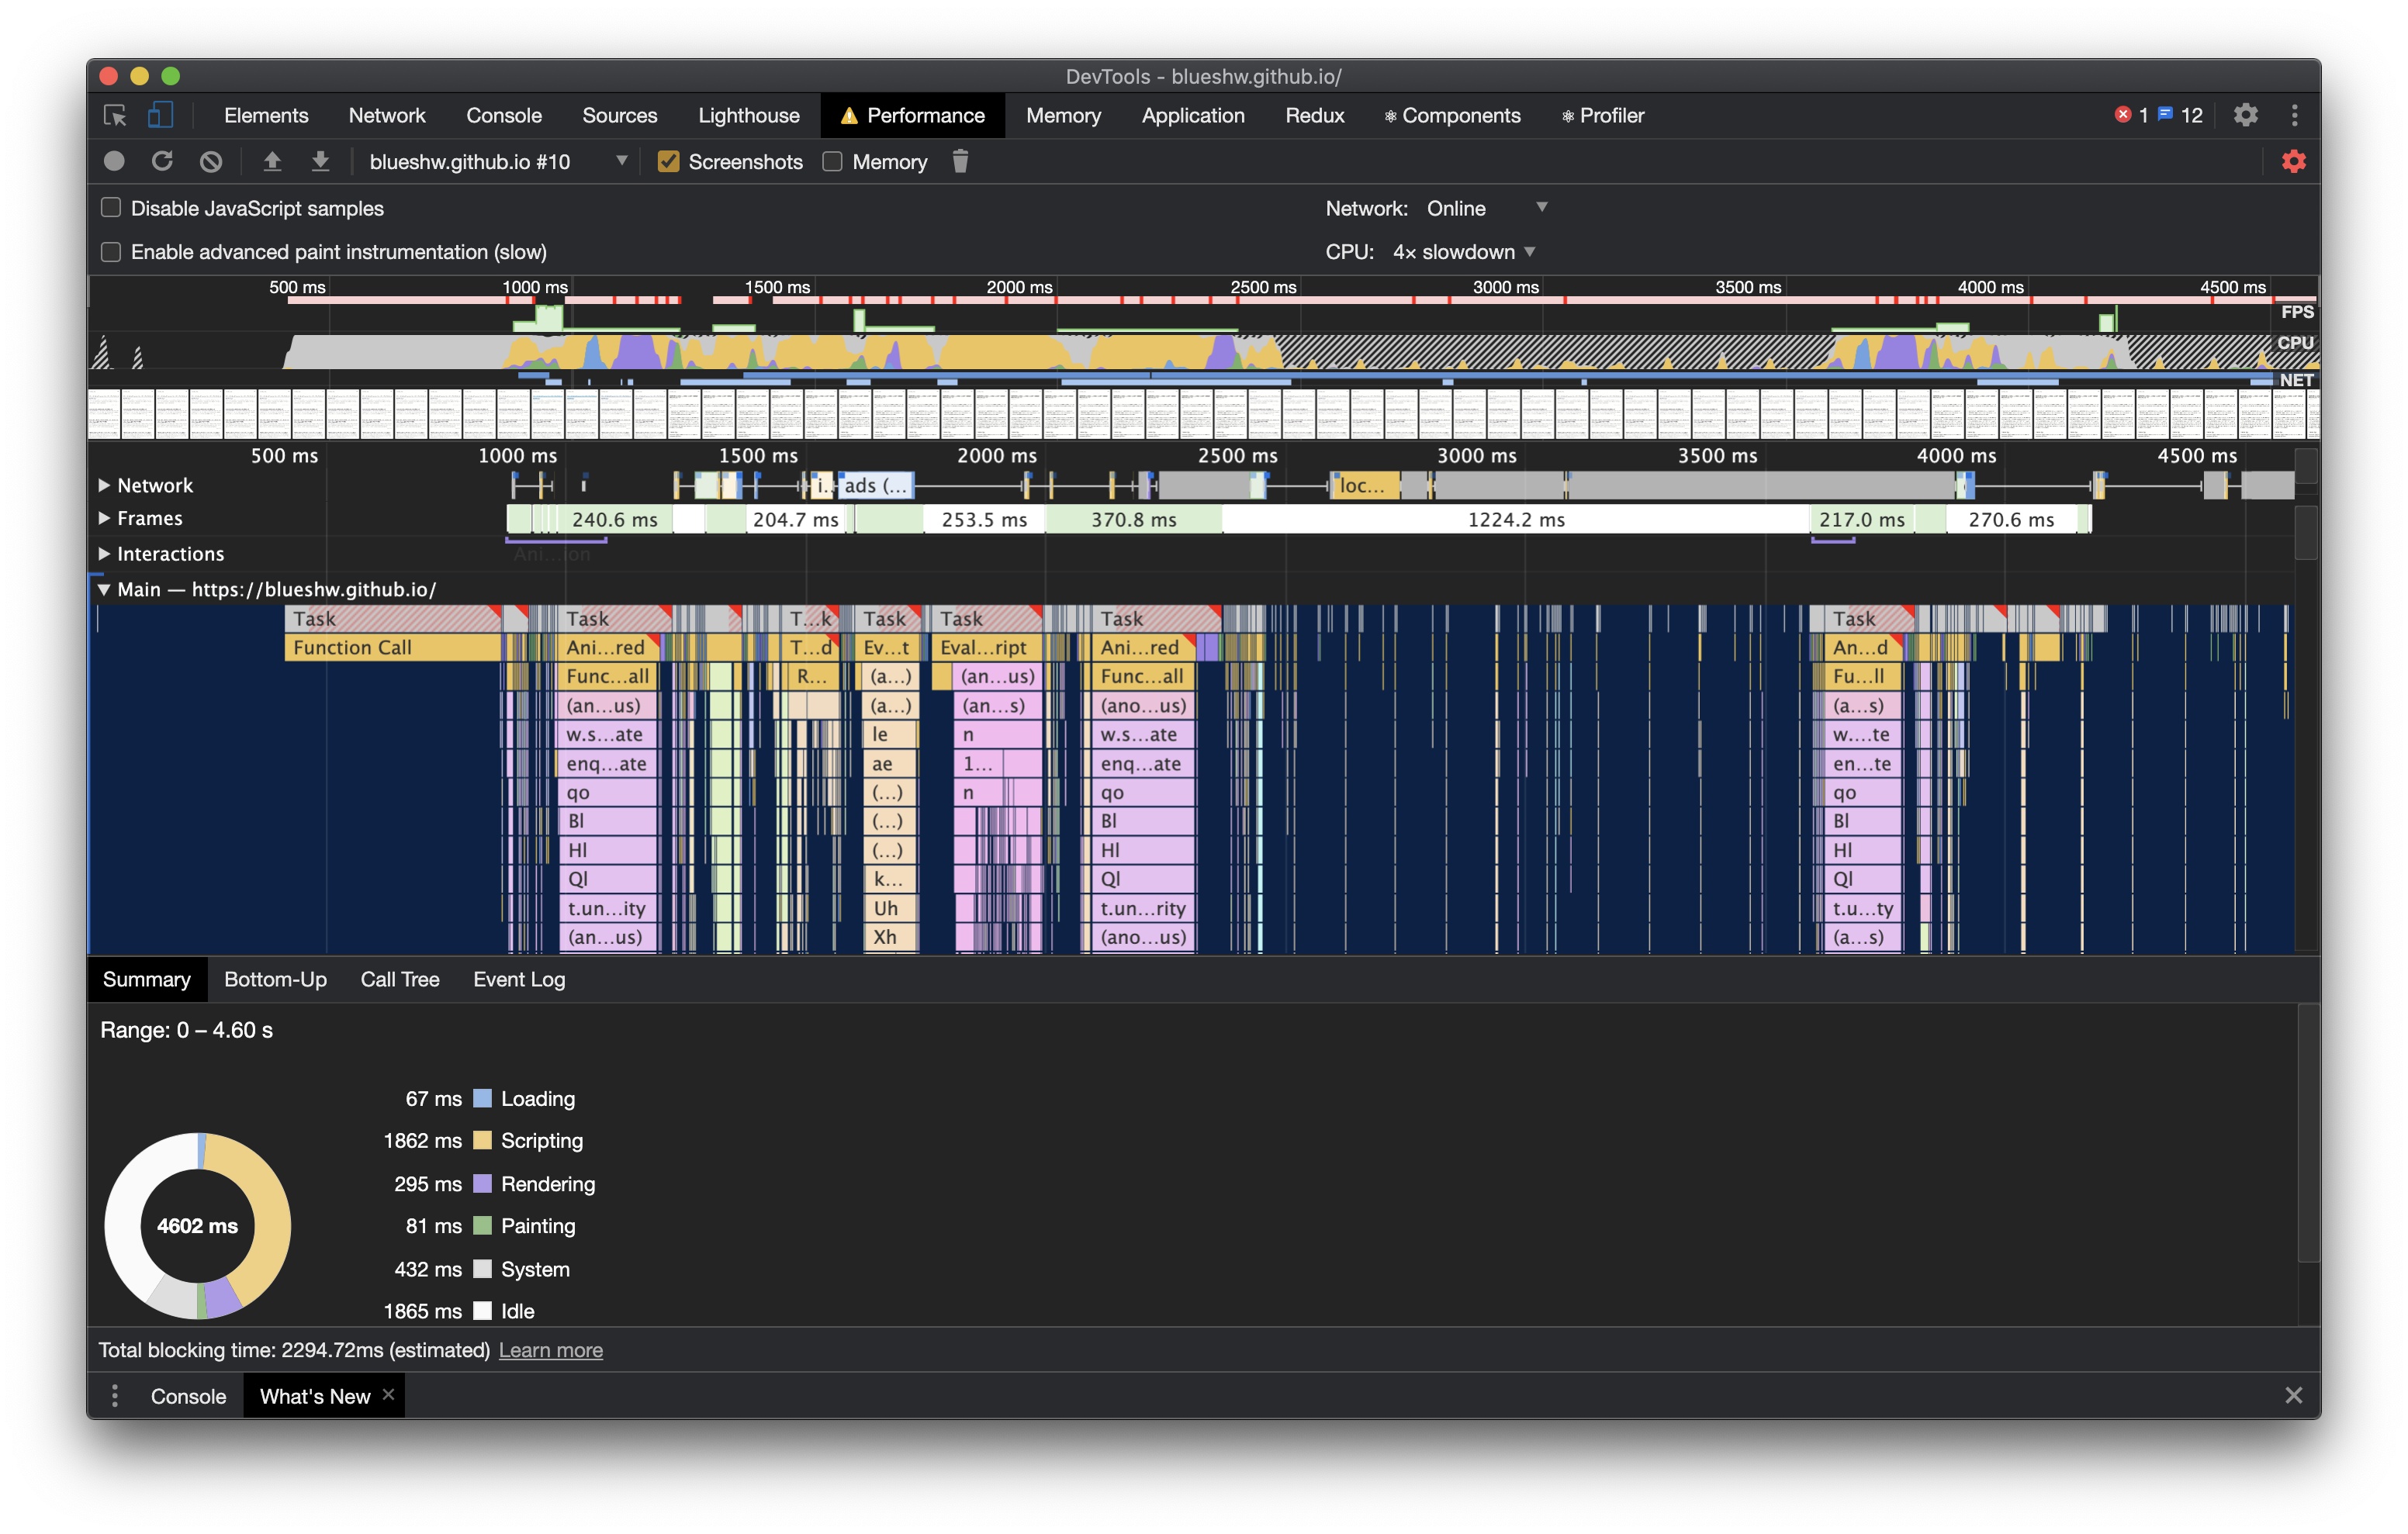 DevTools - blueshw.github.io/
Elements Network Console Sources Lighthouse Performance Memory Application Redux Components Profiler 1 12
blueshw.github.io #10 Screenshots Memory
Disable JavaScript samples Network: Online
Enable advanced paint instrumentation (slow) CPU: 4× slowdown
500 ms 1000 ms 1500 ms 2000 ms 2500 ms 3000 ms 3500 ms 4000 ms 4500 ms
FPS
CPU
NET
500 ms 1000 ms 1500 ms 2000 ms 2500 ms 3000 ms 3500 ms 4000 ms 4500 ms
Network i... ads (... loc...
Frames 240.6 ms 204.7 ms 253.5 ms 370.8 ms 1224.2 ms 217.0 ms 270.6 ms
Interactions Ani...ion
Main — https://blueshw.github.io/
Task Task T...k Task Task Task Task
Function Call Ani...red T...d Ev...t Eval...ript Ani...red An...d
Func...all R... (a...) (an...us) Func...all Fu...ll
(an...us) (a...) (an...s) (ano...us) (a...s)
w.s...ate le n w.s...ate w....te
enq...ate ae 1... enq...ate en...te
qo (...) n qo qo
Bl (...) Bl Bl
Hl (...) Hl Hl
Ql k... Ql Ql
t.un...ity Uh t.un...rity t.u...ty
(an...us) Xh (ano...us) (a...s)
Summary Bottom-Up Call Tree Event Log
Range: 0 – 4.60 s
67 ms Loading
1862 ms Scripting
295 ms Rendering
4602 ms
81 ms Painting
432 ms System
1865 ms Idle
Total blocking time: 2294.72ms (estimated) Learn more
Console What's New